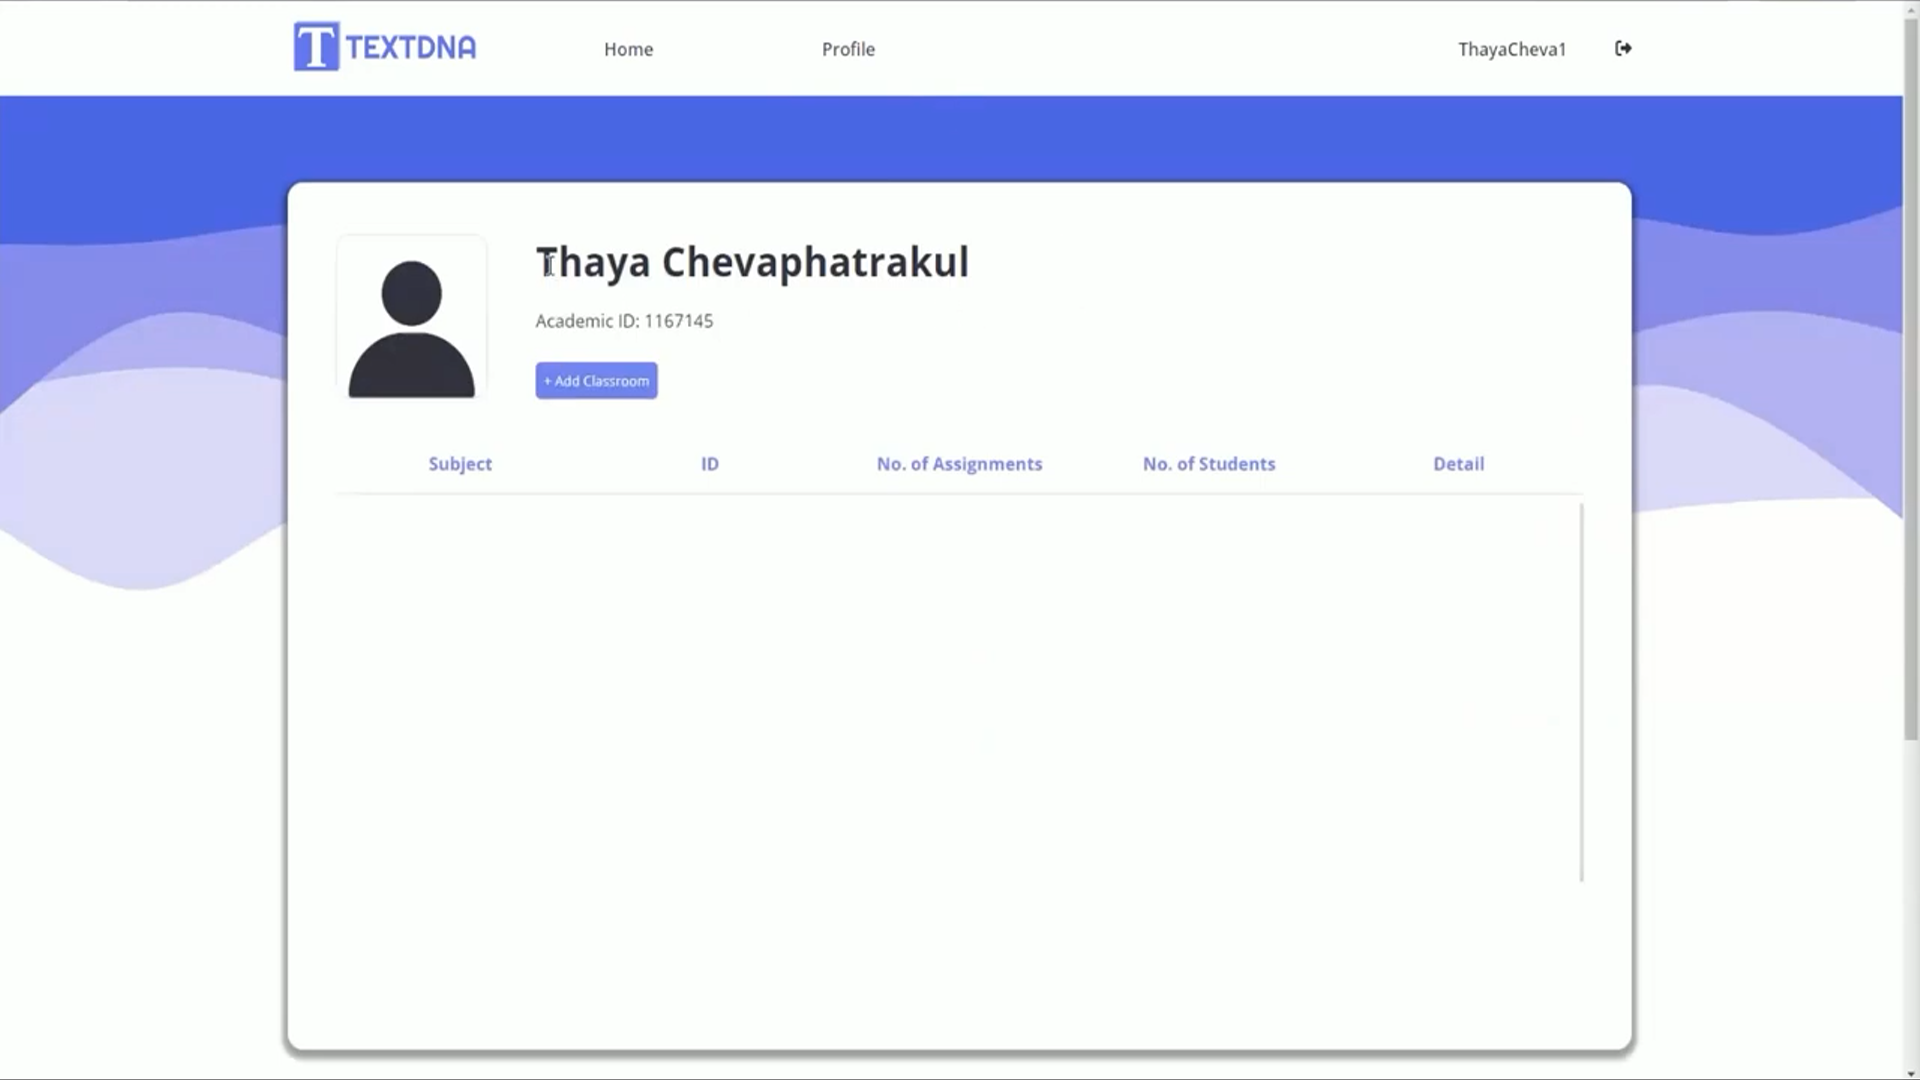 T TEXTDNA Home Profile ThayaCheva1
Thaya Chevaphatrakul
Academic ID: 1167145
+ Add Classroom
Subject ID No. of Assignments No. of Students Detail